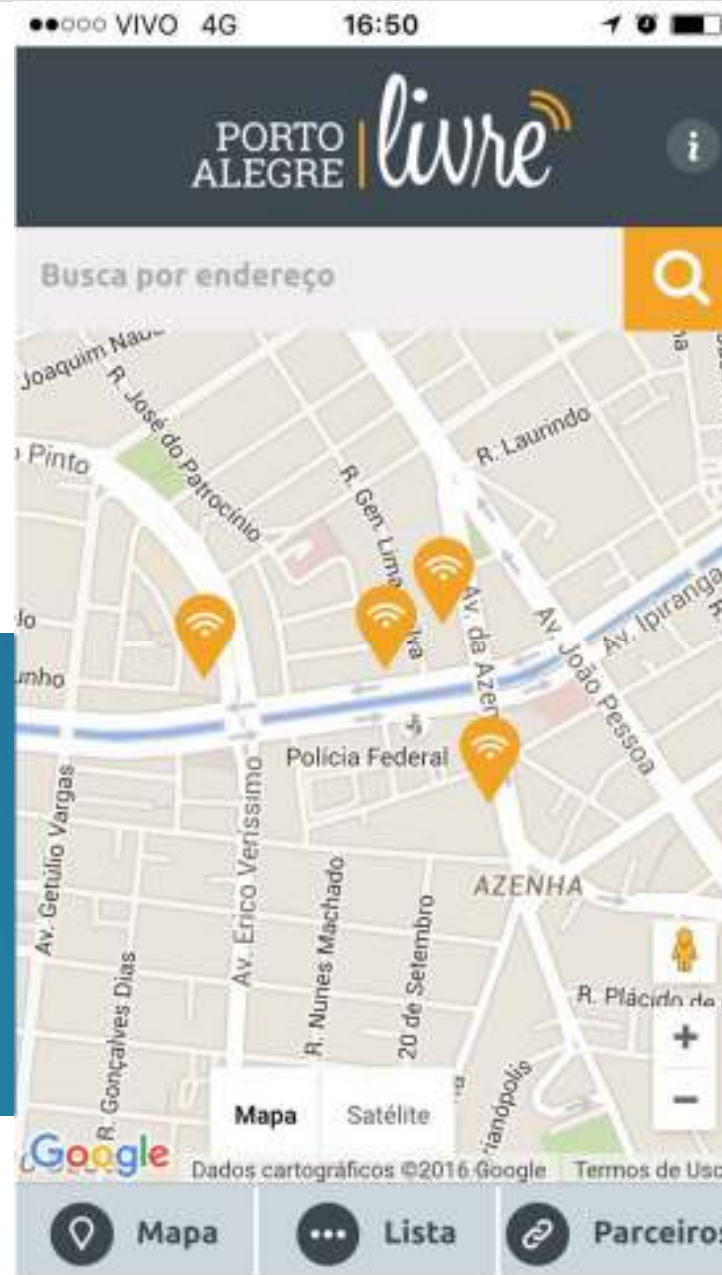 VIVO 4G 16:50
PORTO ALEGRE livre
i
Busca por endereço
Joaquim
R. José do Patrocínio
Pinto
R. Laurindo
R. Gen. Lima
Av. da
Av. João Pessoa
Av. Ipiranga
Polícia Federal
Av. Getúlio Vargas
Av. Erico Verissimo
R. Nunes Machado
20 de Setembro
AZENHA
R. Gonçalves Dias
R. Plácido de
Mapa Satélite
Google
Dados cartográficos ©2016 Google Termos de Uso
Mapa Lista Parceiros